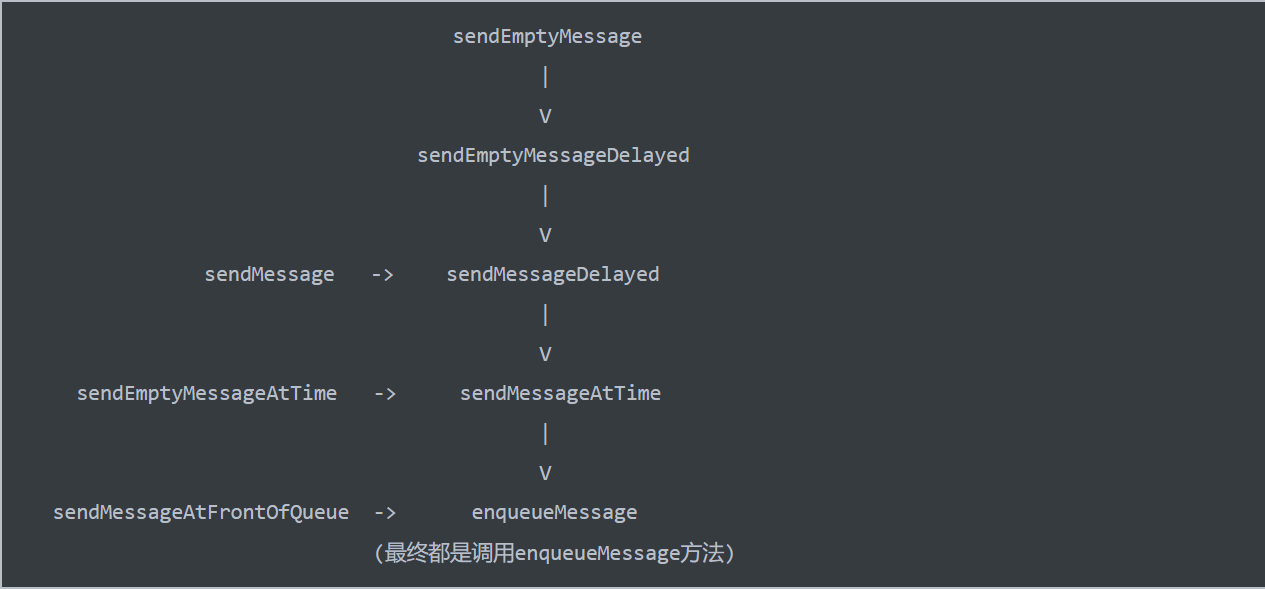 sendEmptyMessage
|
V
sendEmptyMessageDelayed
|
V
sendMessage -> sendMessageDelayed
|
V
sendEmptyMessageAtTime -> sendMessageAtTime
|
V
sendMessageAtFrontOfQueue -> enqueueMessage
(最终都是调用enqueueMessage方法)